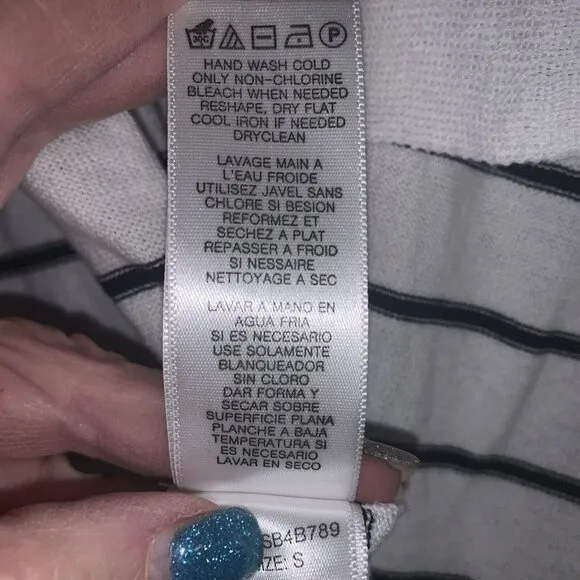 30C P
HAND WASH COLD
ONLY NON-CHLORINE
BLEACH WHEN NEEDED
RESHAPE, DRY FLAT
COOL IRON IF NEEDED
DRYCLEAN
LAVAGE MAIN A
L'EAU FROIDE
UTILISEZ JAVEL SANS
CHLORE SI BESION
REFORMEZ ET
SECHEZ A PLAT
REPASSER A FROID
SI NESSAIRE
NETTOYAGE A SEC
LAVAR A MANO EN
AGUA FRIA
SI ES NECESARIO
USE SOLAMENTE
BLANQUEADOR
SIN CLORO
DAR FORMA Y
SECAR SOBRE
SUPERFICIE PLANA
PLANCHE A BAJA
TEMPERATURA SI
ES NECESARIO
LAVAR EN SECO
SB4B789
SIZE: S